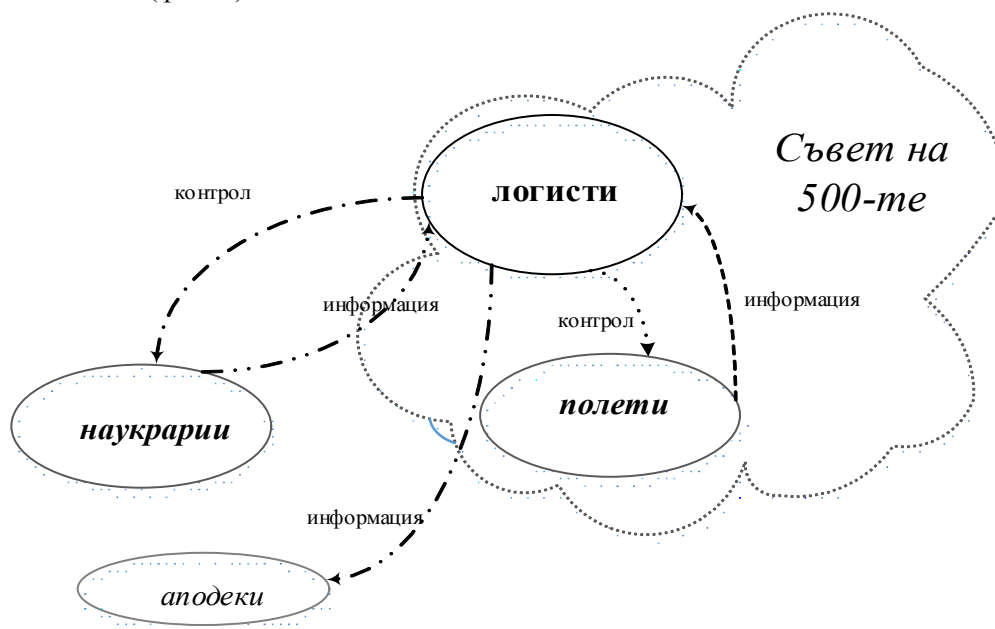 Съвет на
500-те
логисти
контрол
информация
информация
контрол
полети
наукрарии
информация
аподеки